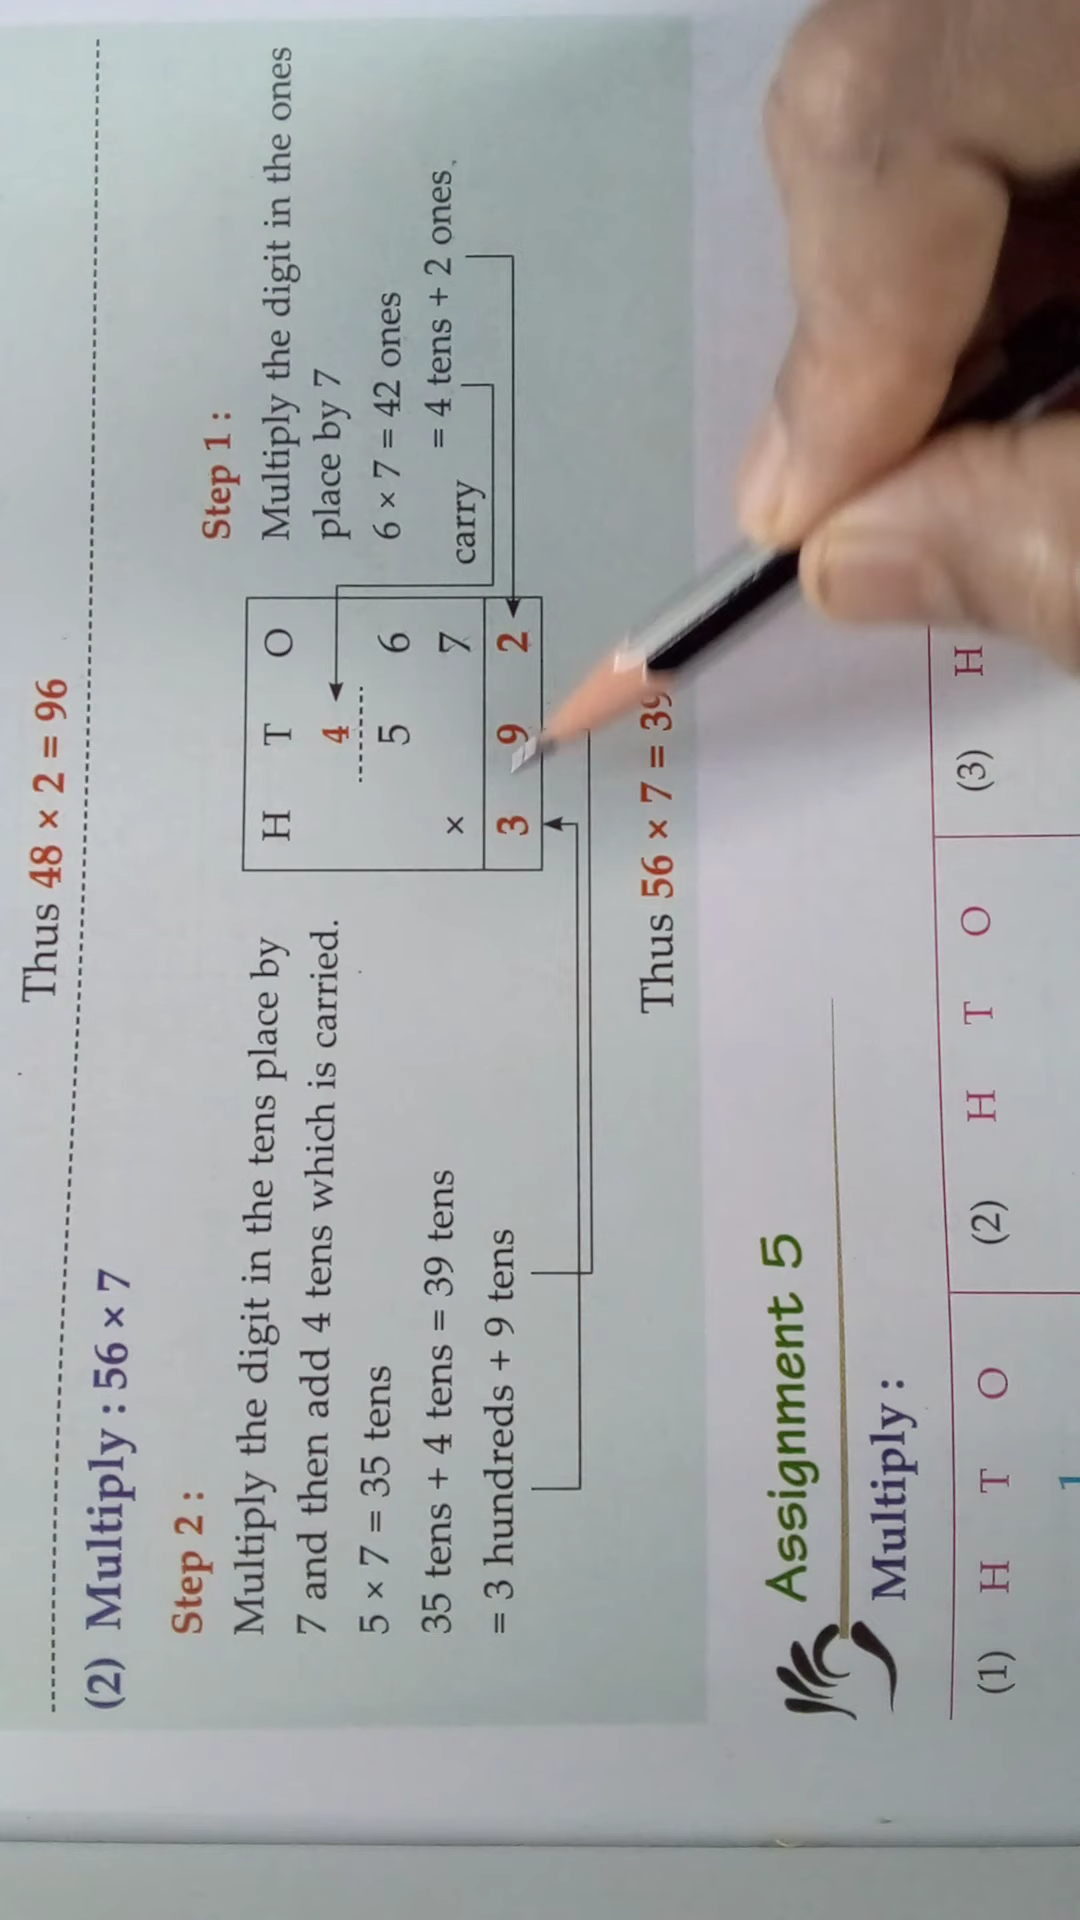 Thus 48 × 2 = 96
(2) Multiply : 56 × 7
Step 2 :
Multiply the digit in the tens place by
7 and then add 4 tens which is carried.
5 × 7 = 35 tens
35 tens + 4 tens = 39 tens
= 3 hundreds + 9 tens
H T O
4
5 6
× 7
3 9 2
Step 1 :
Multiply the digit in the ones
place by 7
6 × 7 = 42 ones
= 4 tens + 2 ones
carry
Thus 56 × 7 = 39
Assignment 5
Multiply :
(1) H T O
(2) H T O
(3) H
1